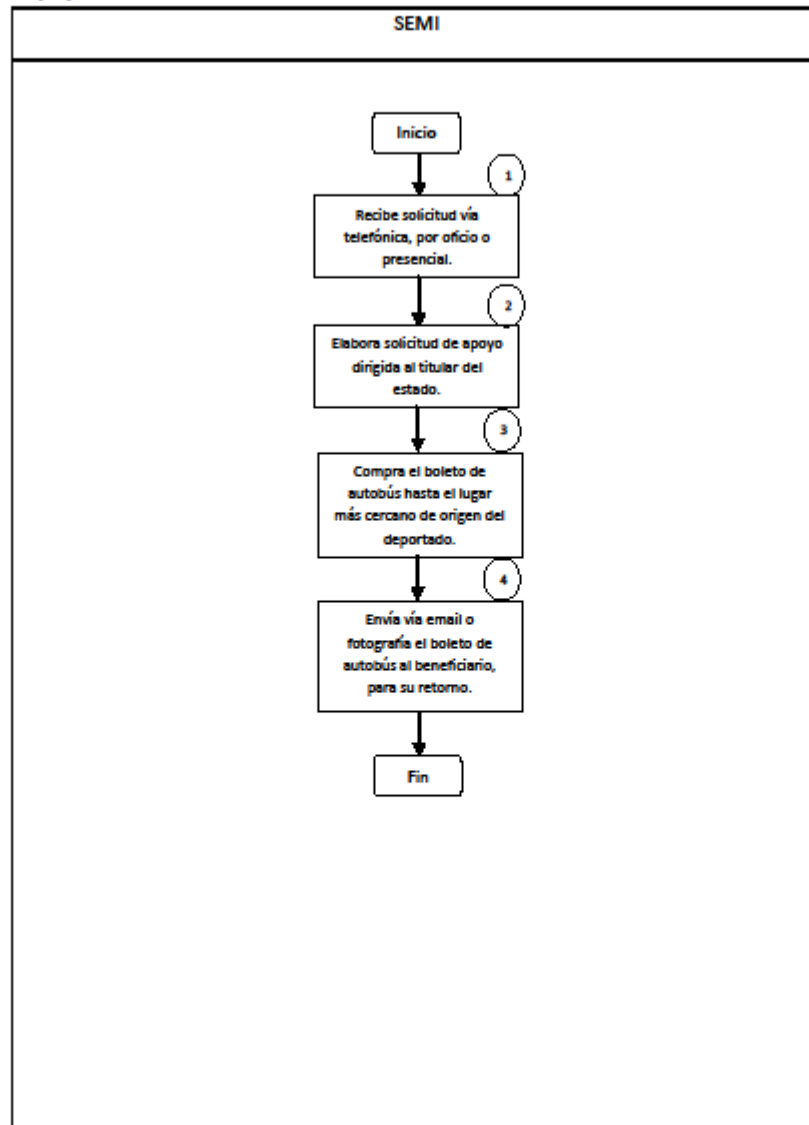 SEMI
Inicio
1
Recibe solicitud vía
telefónica, por oficio o
presencial.
2
Elabora solicitud de apoyo
dirigida al titular del
estado.
3
Compra el boleto de
autobús hasta el lugar
más cercano de origen del
deportado.
4
Envía vía email o
fotografía el boleto de
autobús al beneficiario,
para su retorno.
Fin